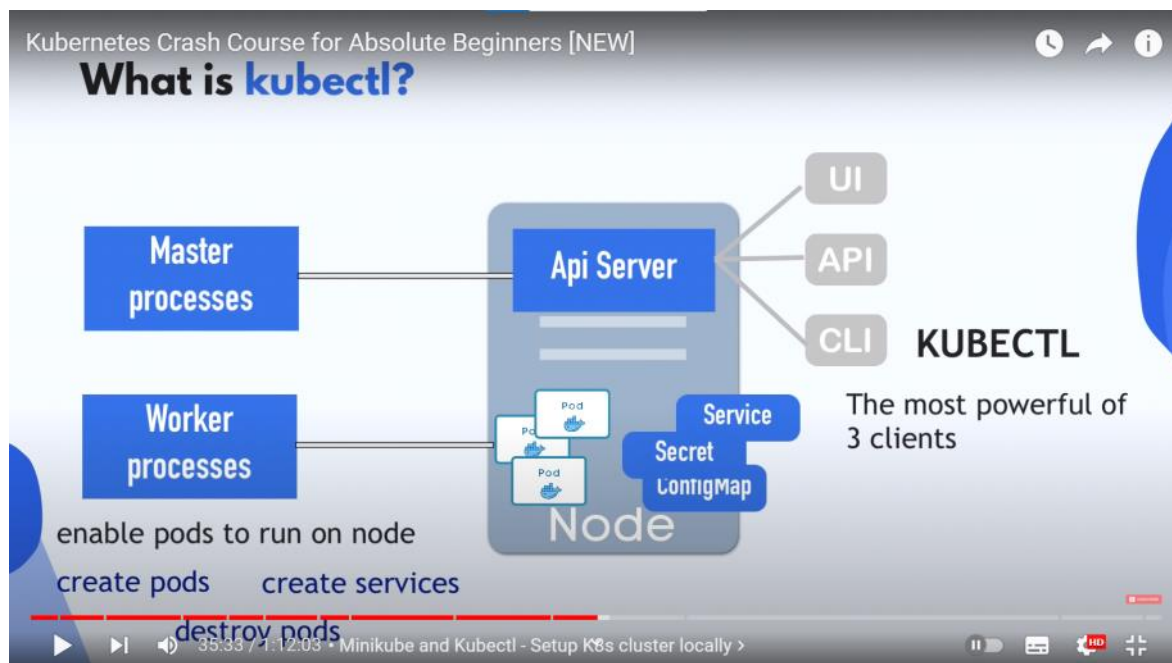 Kubernetes Crash Course for Absolute Beginners [NEW]
What is kubectl?
UI
Master
processes
Api Server
API
CLI
KUBECTL
The most powerful of
3 clients
Worker
processes
Pod
Pod
Pod
Service
Secret
ConfigMap
Node
enable pods to run on node
create pods
create services
destroy pods
35:33 / 1:12:03 • Minikube and Kubectl - Setup K8s cluster locally >
HD